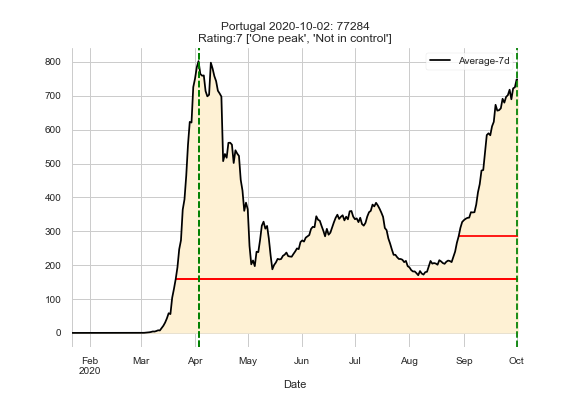 Portugal 2020-10-02: 77284
Rating:7 ['One peak', 'Not in control']
Average-7d
800
700
600
500
400
300
200
100
0
Feb Mar Apr May Jun Jul Aug Sep Oct
2020
Date